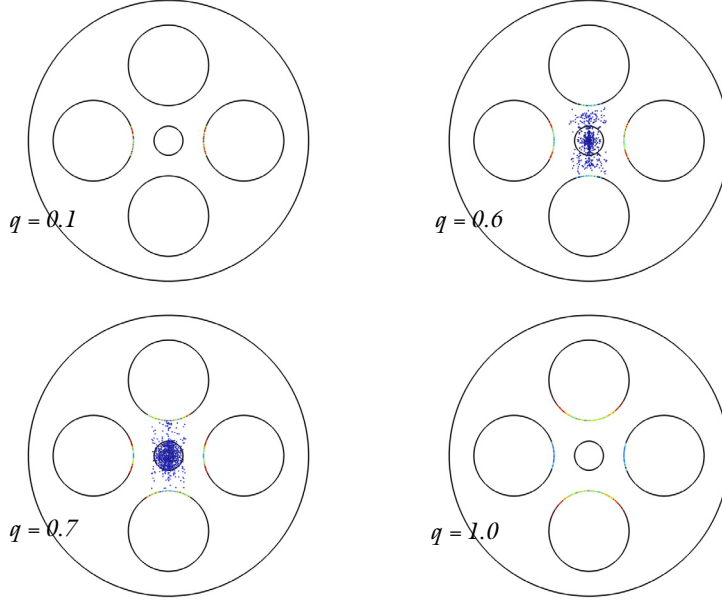 q = 0.1
q = 0.6
q = 0.7
q = 1.0